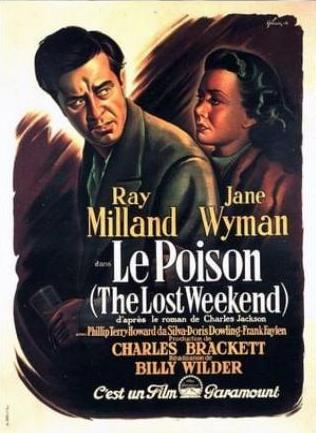 Ray Jane
Milland Wyman
dans Le Poison
(The Lost Weekend)
d'après le roman de Charles Jackson
avec Phillip Terry·Howard da Silva·Doris Dowling·Frank Faylen
Production de
CHARLES BRACKETT
Réalisation de
BILLY WILDER
C'est un Film Paramount